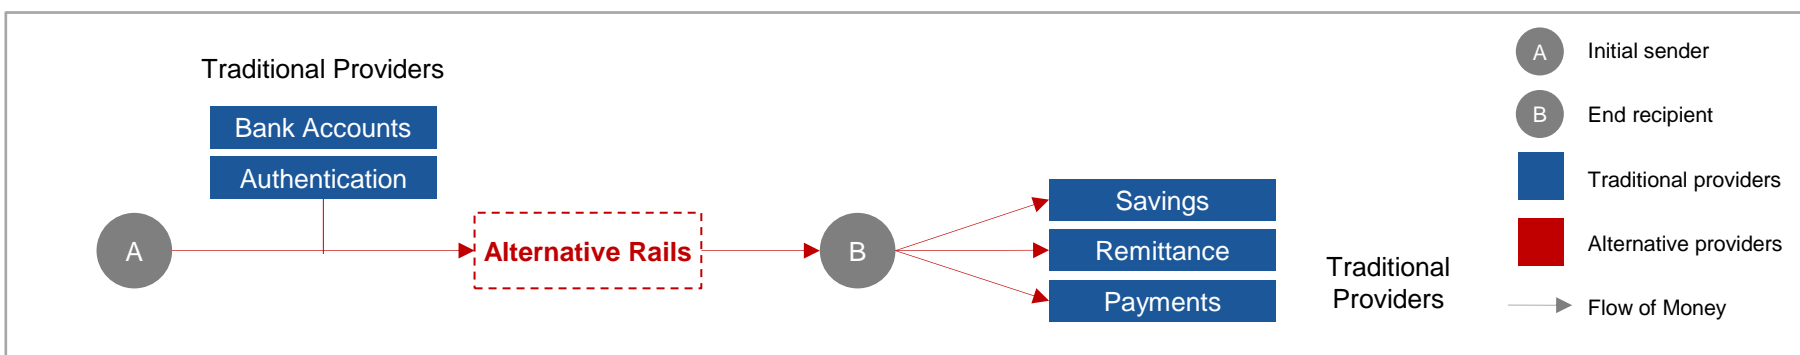 Traditional Providers
Bank Accounts
Authentication
A
Alternative Rails
B
Savings
Remittance
Payments
Traditional
Providers
A Initial sender
B End recipient
Traditional providers
Alternative providers
Flow of Money